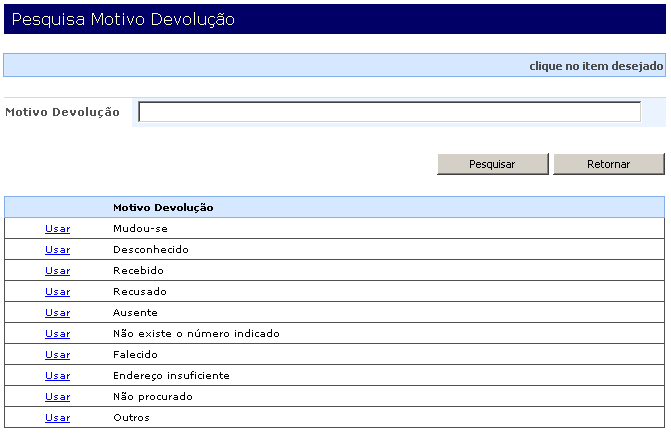 Pesquisa Motivo Devolução
clique no item desejado
Motivo Devolução
Pesquisar Retornar
Motivo Devolução
Usar Mudou-se
Usar Desconhecido
Usar Recebido
Usar Recusado
Usar Ausente
Usar Não existe o número indicado
Usar Falecido
Usar Endereço insuficiente
Usar Não procurado
Usar Outros